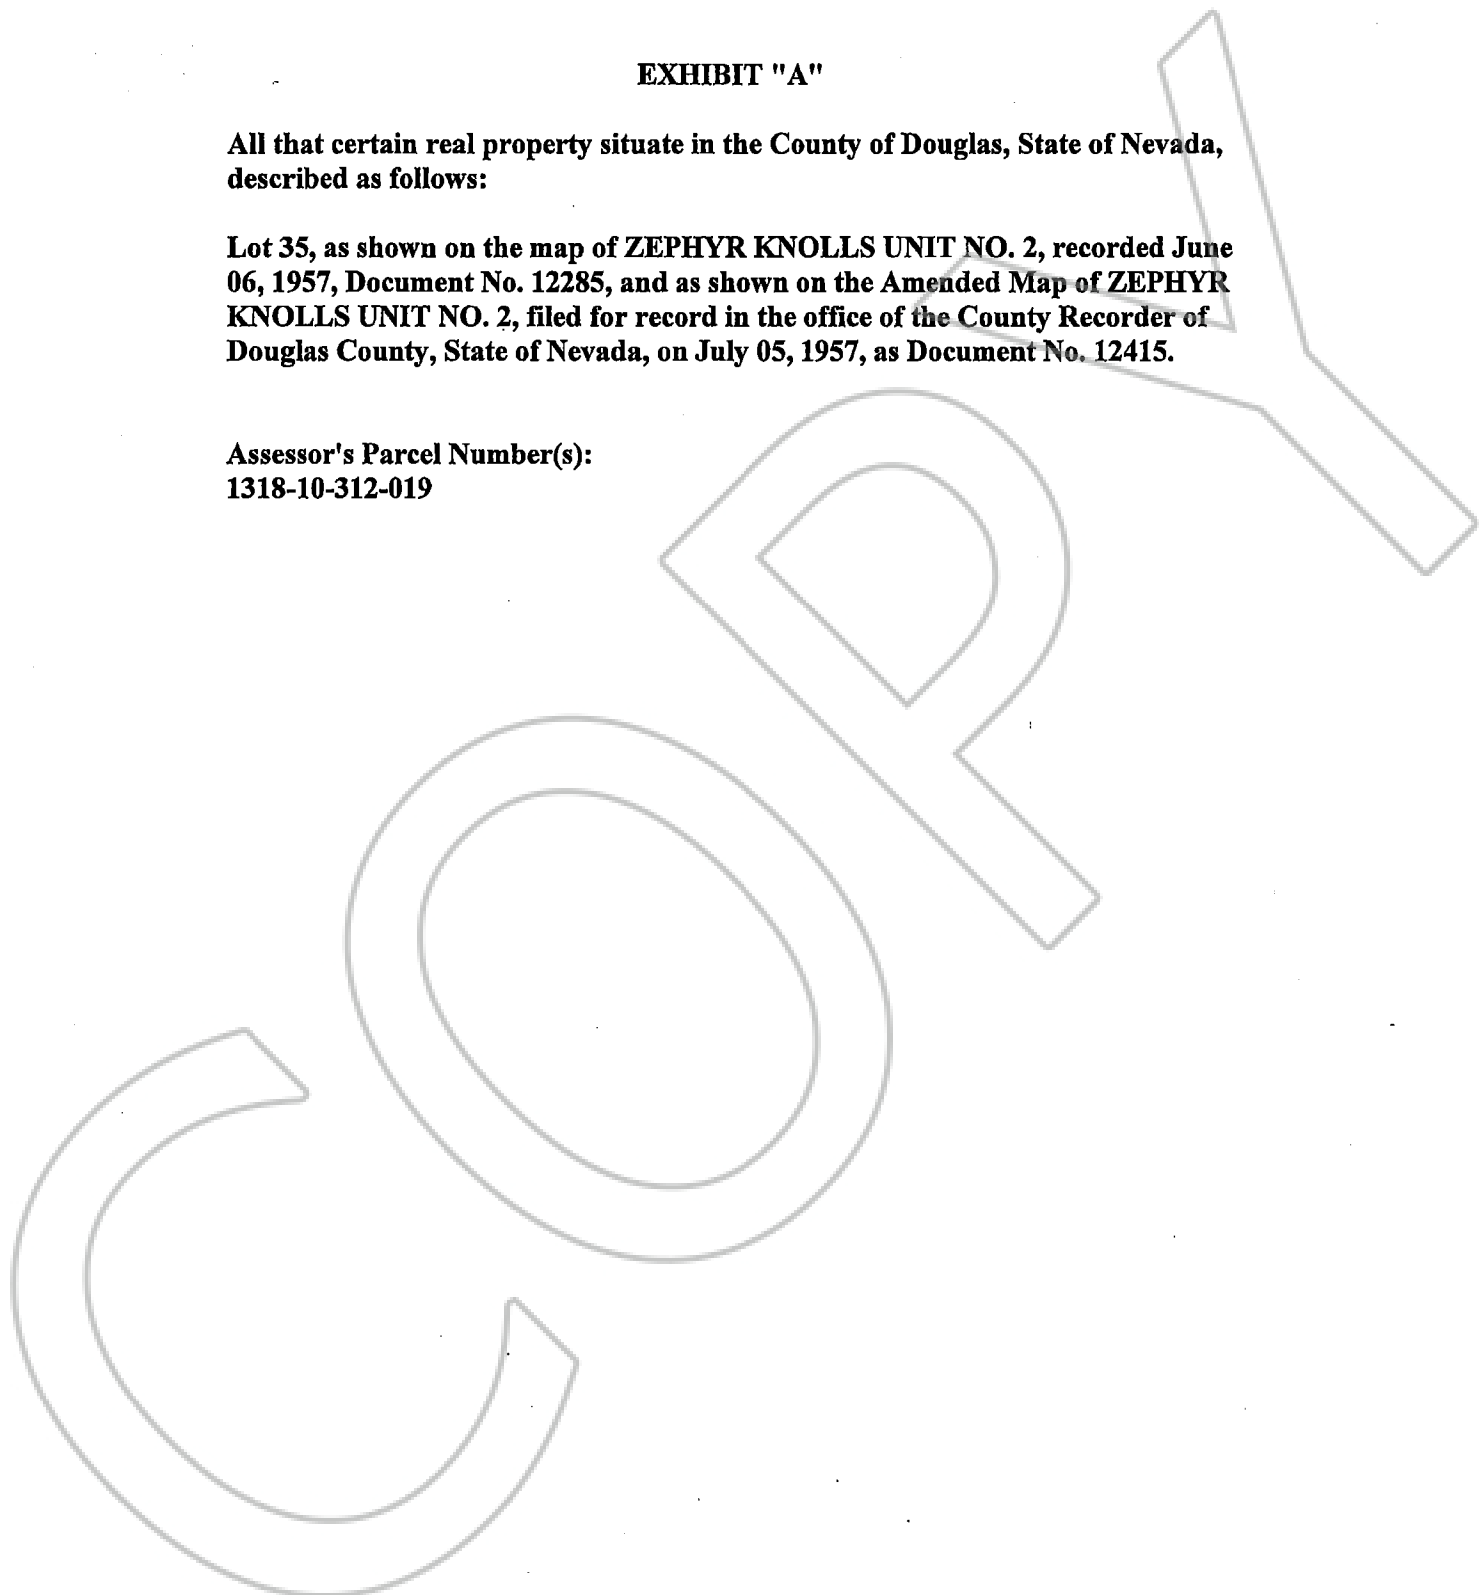 EXHIBIT "A"
All that certain real property situate in the County of Douglas, State of Nevada,
described as follows:
Lot 35, as shown on the map of ZEPHYR KNOLLS UNIT NO. 2, recorded June
06, 1957, Document No. 12285, and as shown on the Amended Map of ZEPHYR
KNOLLS UNIT NO. 2, filed for record in the office of the County Recorder of
Douglas County, State of Nevada, on July 05, 1957, as Document No. 12415.
Assessor's Parcel Number(s):
1318-10-312-019
COPY